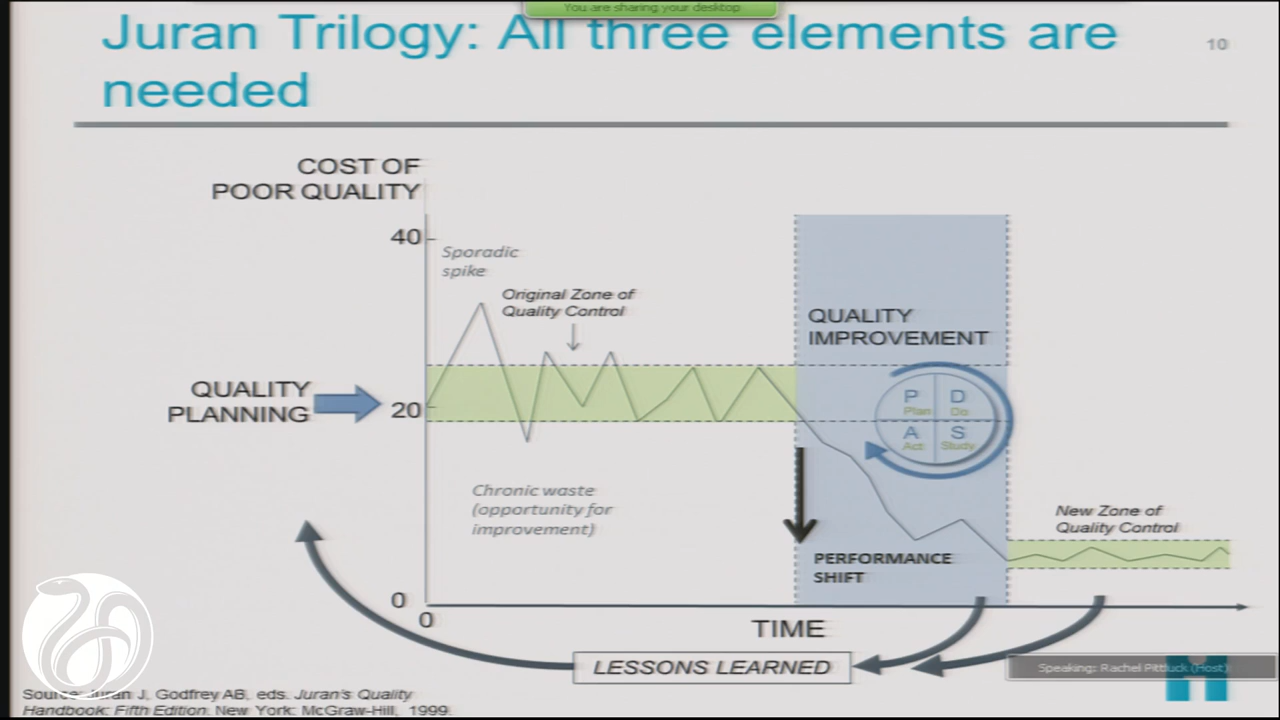 You are sharing your desktop
Juran Trilogy: All three elements are
needed
10
COST OF
POOR QUALITY
40
Sporadic
spike
Original Zone of
Quality Control
QUALITY
IMPROVEMENT
QUALITY
PLANNING
20
P
Plan
D
Do
A
Act
S
Study
Chronic waste
(opportunity for
improvement)
New Zone of
Quality Control
PERFORMANCE
SHIFT
0
0
TIME
LESSONS LEARNED
Speaking: Rachel Pittluck (Host)
Source: Juran J, Godfrey AB, eds. Juran's Quality
Handbook: Fifth Edition. New York: McGraw-Hill, 1999.